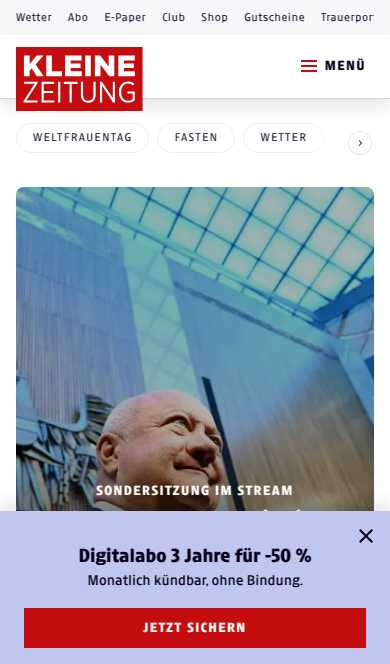 Wetter Abo E-Paper Club Shop Gutscheine
KLEINE
ZEITUNG
MENÜ
WELTFRAUENTAG FASTEN WETTER
SONDERSITZUNG IM STREAM
Digitalabo 3 Jahre für -50 %
Monatlich kündbar, ohne Bindung.
JETZT SICHERN